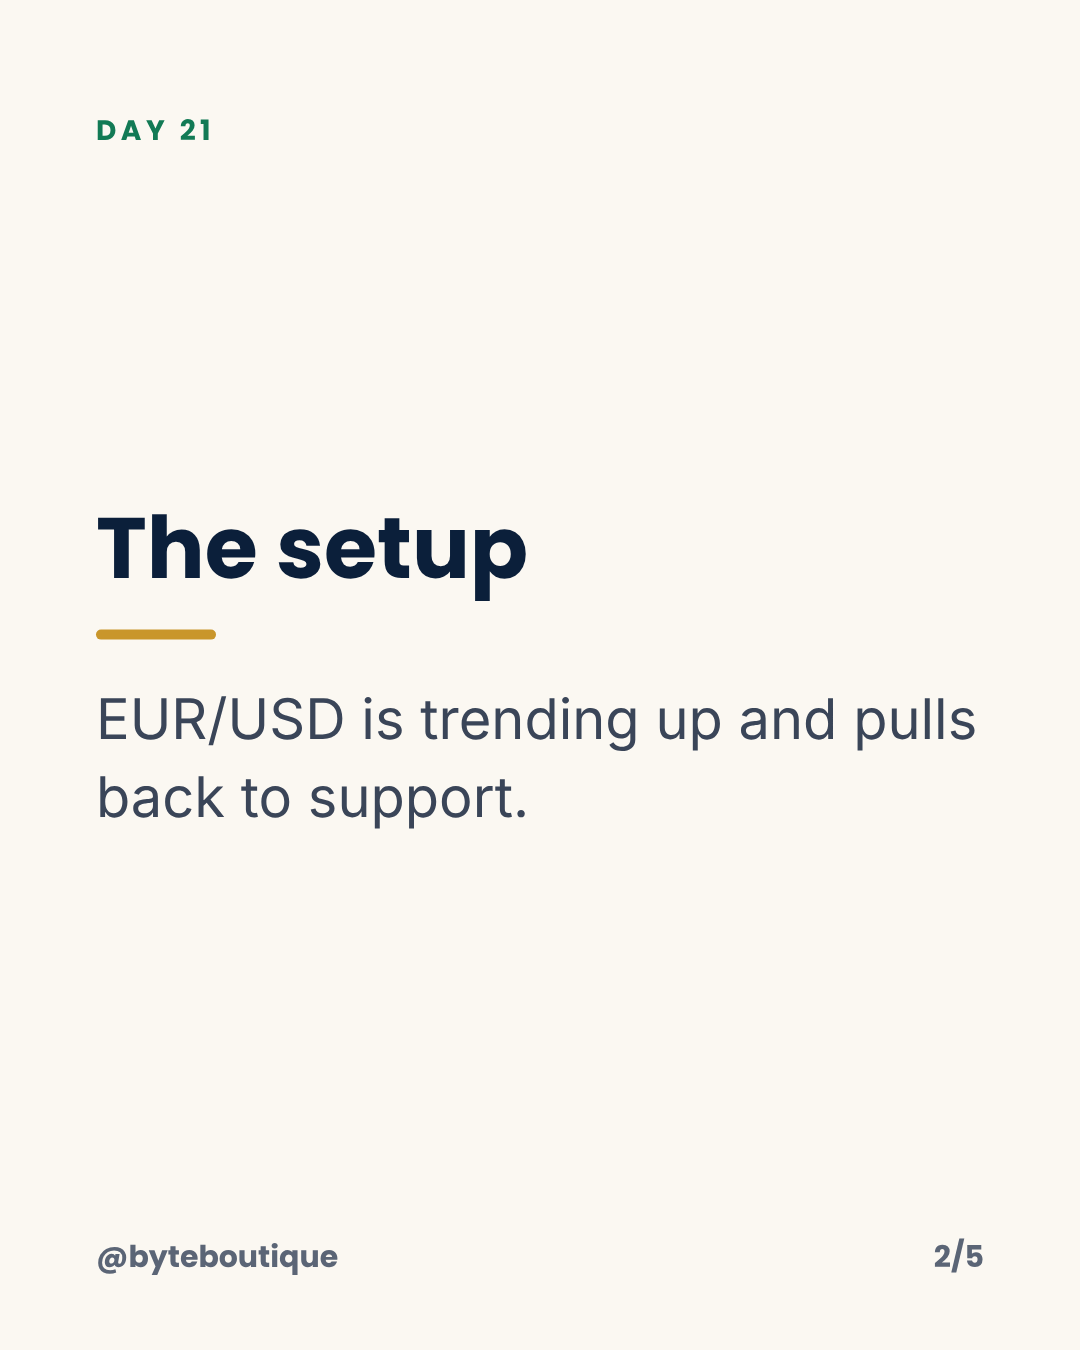 DAY 21
The setup
EUR/USD is trending up and pulls
back to support.
@byteboutique
2/5